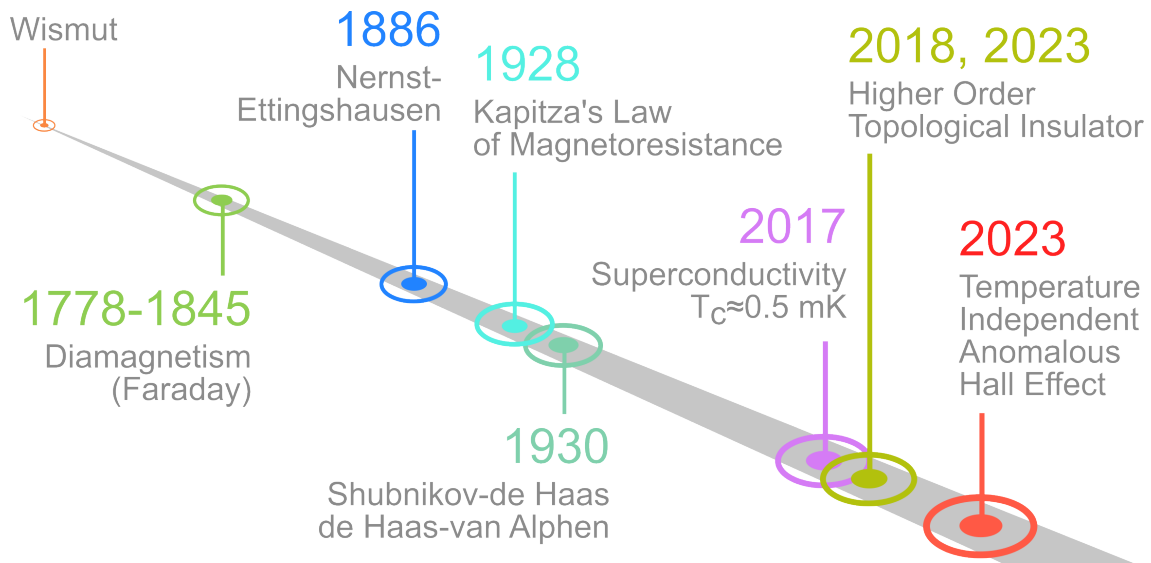 Wismut
1778-1845
Diamagnetism
(Faraday)
1886
Nernst-
Ettingshausen
1928
Kapitza's Law
of Magnetoresistance
1930
Shubnikov-de Haas
de Haas-van Alphen
2017
Superconductivity
TC≈0.5 mK
2018, 2023
Higher Order
Topological Insulator
2023
Temperature
Independent
Anomalous
Hall Effect